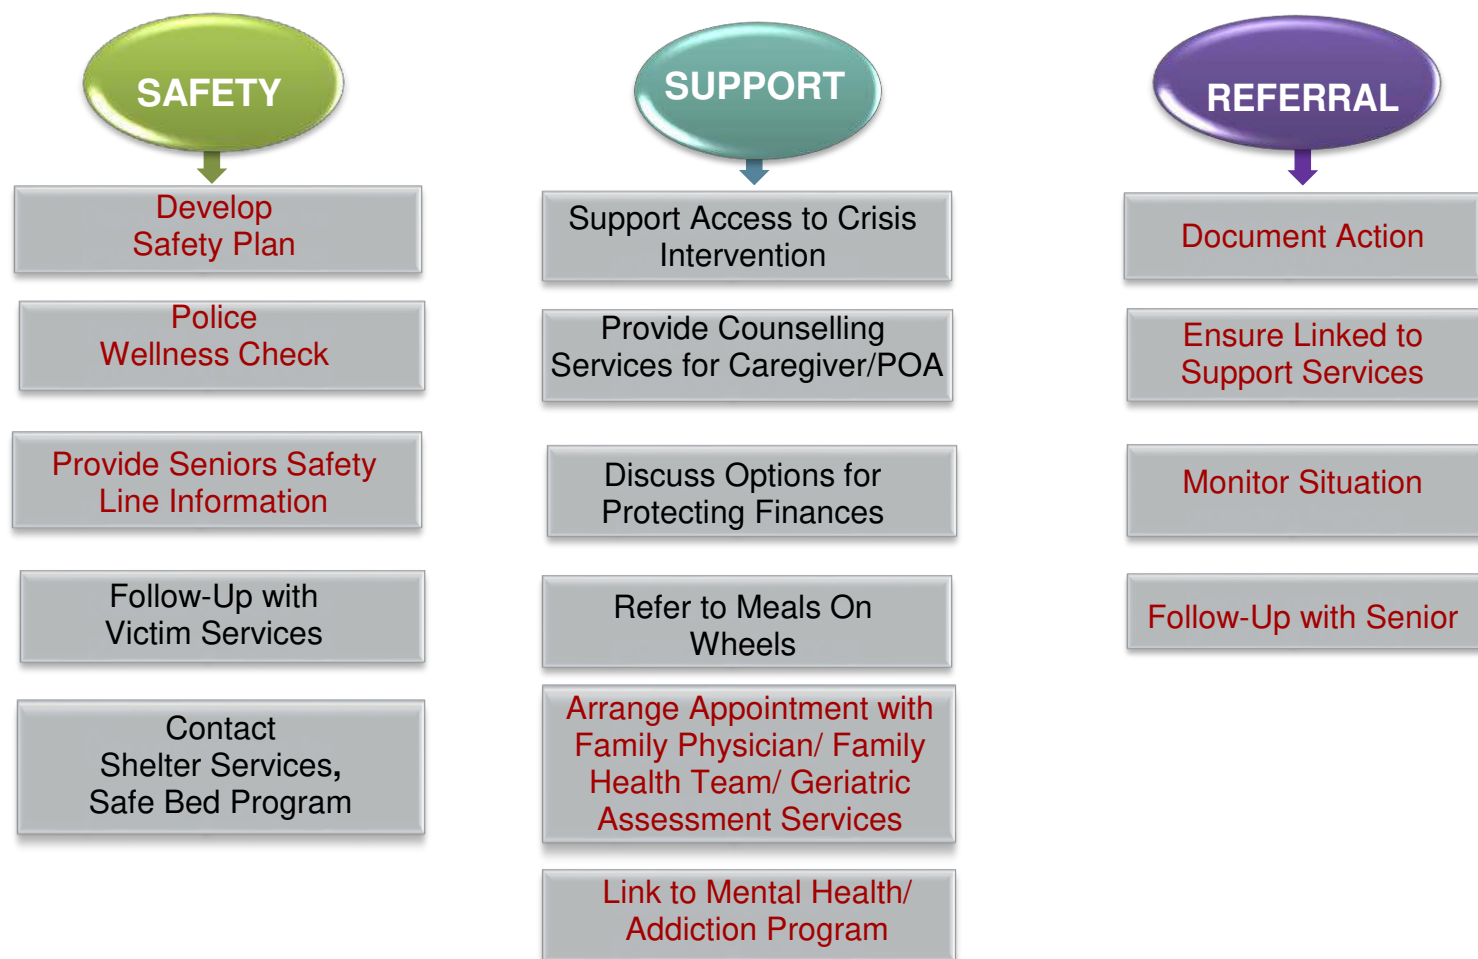 SAFETY
Develop
Safety Plan
Police
Wellness Check
Provide Seniors Safety
Line Information
Follow-Up with
Victim Services
Contact
Shelter Services,
Safe Bed Program
SUPPORT
Support Access to Crisis
Intervention
Provide Counselling
Services for Caregiver/POA
Discuss Options for
Protecting Finances
Refer to Meals On
Wheels
Arrange Appointment with
Family Physician/ Family
Health Team/ Geriatric
Assessment Services
Link to Mental Health/
Addiction Program
REFERRAL
Document Action
Ensure Linked to
Support Services
Monitor Situation
Follow-Up with Senior